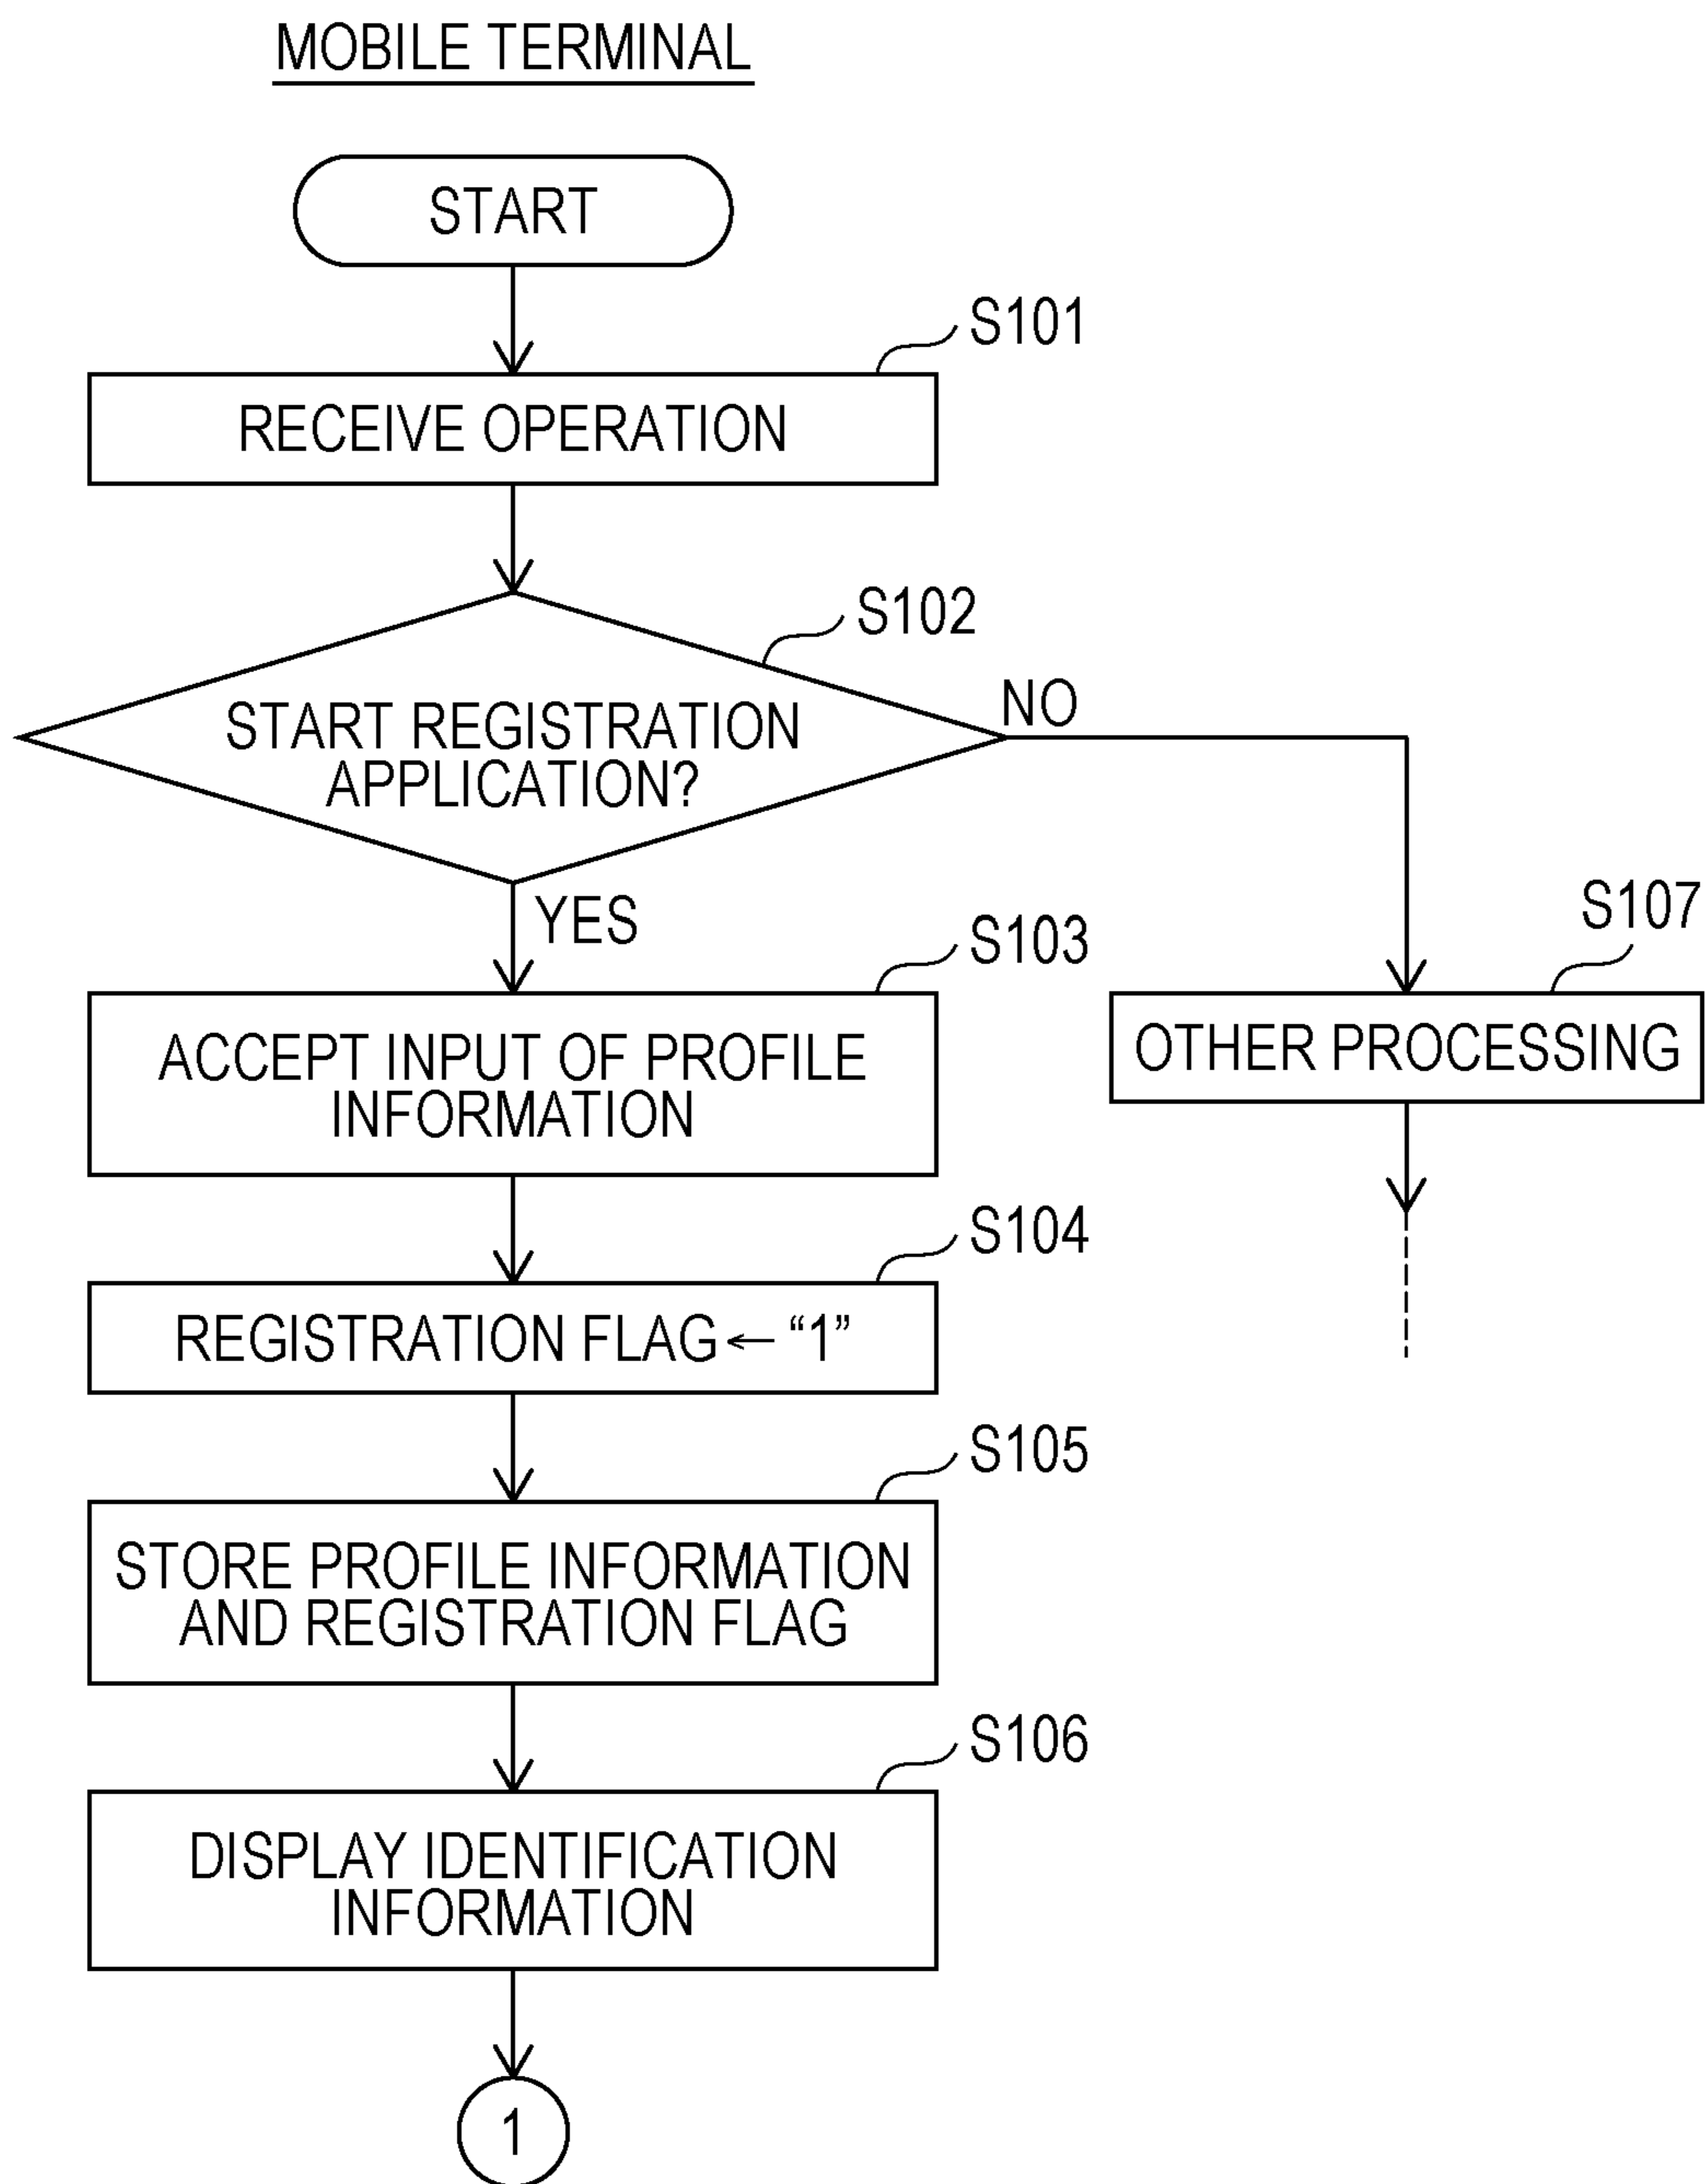 MOBILE TERMINAL
START
S101
RECEIVE OPERATION
S102
START REGISTRATION
APPLICATION?
NO
YES
S103
ACCEPT INPUT OF PROFILE
INFORMATION
S107
OTHER PROCESSING
S104
REGISTRATION FLAG ← “1”
S105
STORE PROFILE INFORMATION
AND REGISTRATION FLAG
S106
DISPLAY IDENTIFICATION
INFORMATION
1